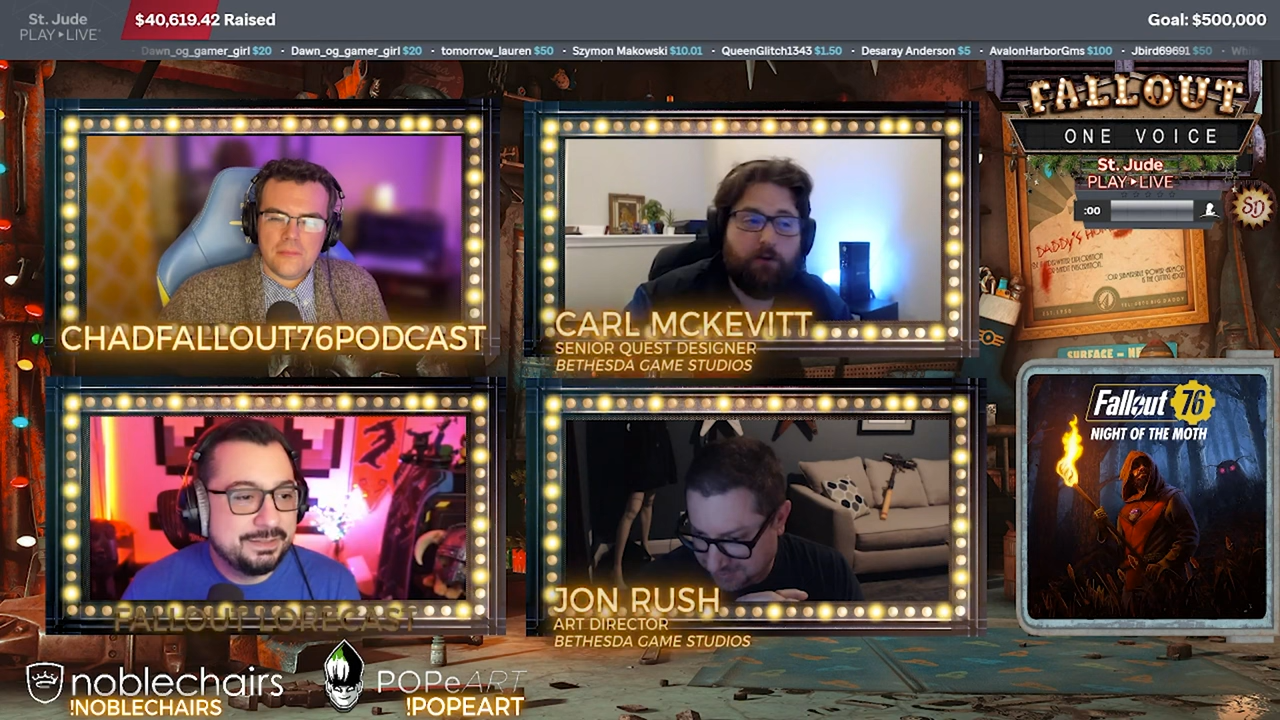 St. Jude
PLAY LIVE
$40,619.42 Raised
Goal: $500,000
Dawn_og_gamer_girl $20 · Dawn_og_gamer_girl $20 · tomorrow_lauren $50 · Szymon Makowski $10.01 · QueenGlitch1343 $1.50 · Desaray Anderson $5 · AvalonHarborGms $100 · Jbird69691 $50
FALLOUT
ONE VOICE
St. Jude
PLAY LIVE
:00
SD
DADDY'S
CHADFALLOUT76PODCAST
CARL MCKEVITT
SENIOR QUEST DESIGNER
BETHESDA GAME STUDIOS
Fallout 76
NIGHT OF THE MOTH
FALLOUT LORECAST
JON RUSH
ART DIRECTOR
BETHESDA GAME STUDIOS
noblechairs
!NOBLECHAIRS
POPeART
!POPEART